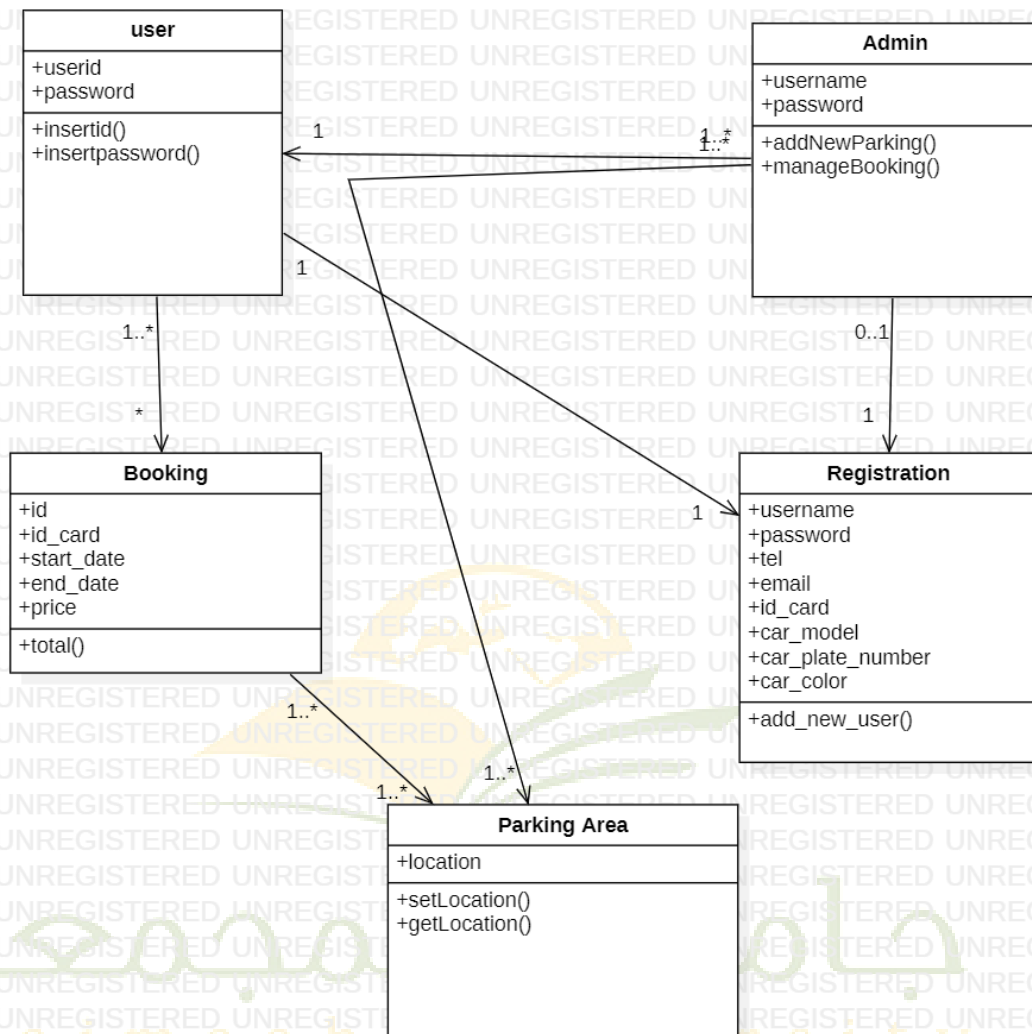 user
+userid
+password
+insertid()
+insertpassword()
Admin
+username
+password
+addNewParking()
+manageBooking()
1
1..*
1..*
1
1..*
*
0..1
1
Booking
+id
+id_card
+start_date
+end_date
+price
+total()
Registration
+username
+password
+tel
+email
+id_card
+car_model
+car_plate_number
+car_color
+add_new_user()
1
1..*
1..*
1..*
Parking Area
+location
+setLocation()
+getLocation()
UNREGISTERED